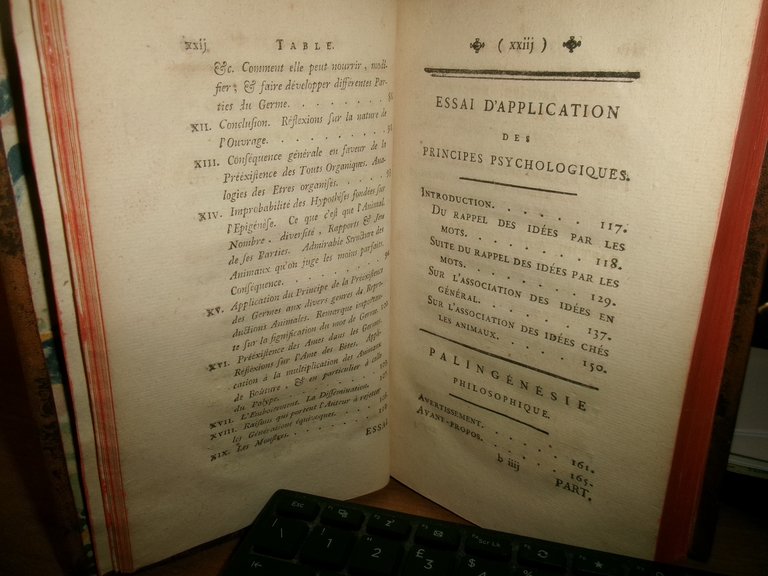 xxij TABLE.
&c. Comment elle peut nourrir, modi-
fier, & faire développer différentes Par-
ties du Germe.
XII. Conclusion. Réflexions sur la nature de
l'Ouvrage.
XIII. Conséquence générale en faveur de la
Préexistence des Touts Organiques. Ana-
logies des Etres organisés.
XIV. Improbabilité des Hypothèses fondées sur
l'Epigénèse. Ce que c'est que l'Animal.
Nombre, diversité, Rapports & Jeu
de ses Parties. Admirable Structure des
Animaux qu'on juge les moins parfaits.
Conséquence.
XV. Application du Principe de la Préexistence
des Germes aux divers genres de Repro-
ductions Animales. Remarque importan-
te sur la signification du mot de Germe.
XVI. Préexistence des Ames dans les Germes.
Réflexions sur l'Ame des Bêtes. Appli-
cation à la multiplication des Animaux
de Bouture, & en particulier à celle
du Polype.
XVII. L'Emboitement. La Dissémination.
XVIII. Raisons qui portent l'Auteur à rejetter
les Générations équivoques.
XIX. Les Monstres.
ESSAI
( xxiij )
ESSAI D'APPLICATION
DES
PRINCIPES PSYCHOLOGIQUES.
INTRODUCTION. 117.
DU RAPPEL DES IDÉES PAR LES
MOTS. 118.
SUITE DU RAPPEL DES IDÉES PAR LES
MOTS. 129.
SUR L'ASSOCIATION DES IDÉES EN
GÉNÉRAL. 137.
SUR L'ASSOCIATION DES IDÉES CHÉS
LES ANIMAUX. 150.
PALINGÉNÉSIE
PHILOSOPHIQUE.
AVERTISSEMENT. 161.
AVANT-PROPOS. 165.
b iiij
PART.
Esc
! 1
" 2
£ 3
$ 4